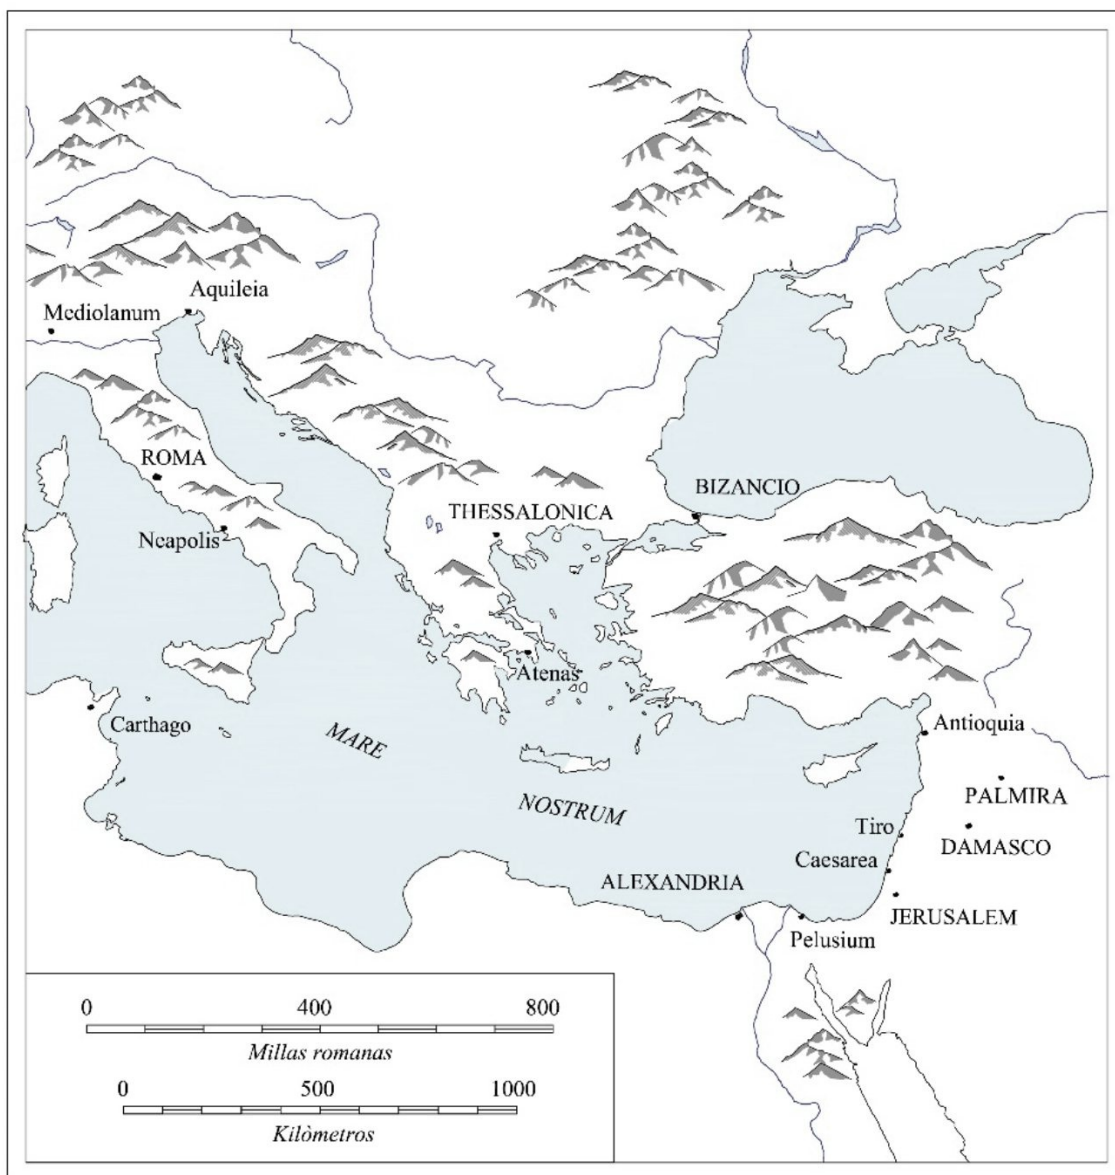 Aquileia
Mediolanum
ROMA
BIZANCIO
THESSALONICA
Neapolis
Atenas
Carthago
Antioquia
MARE
PALMIRA
NOSTRUM
Tiro
DAMASCO
Caesarea
ALEXANDRIA
JERUSALEM
Pelusium
0 400 800
Millas romanas
0 500 1000
Kilòmetros